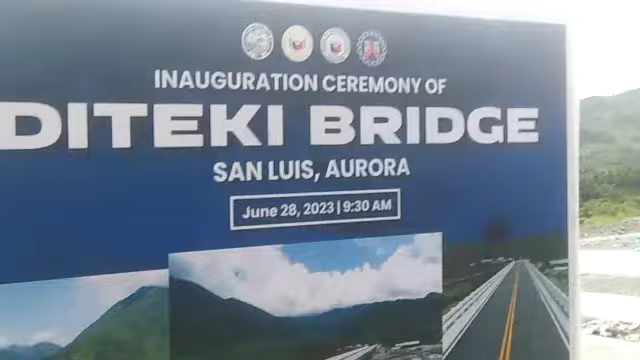 INAUGURATION CEREMONY OF
DITEKI BRIDGE
SAN LUIS, AURORA
June 28, 2023 | 9:30 AM